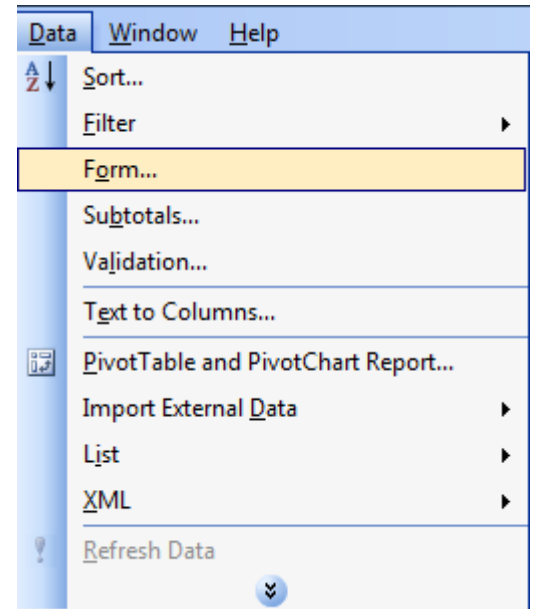 Data Window Help
Sort...
Filter
Form...
Subtotals...
Validation...
Text to Columns...
PivotTable and PivotChart Report...
Import External Data
List
XML
Refresh Data